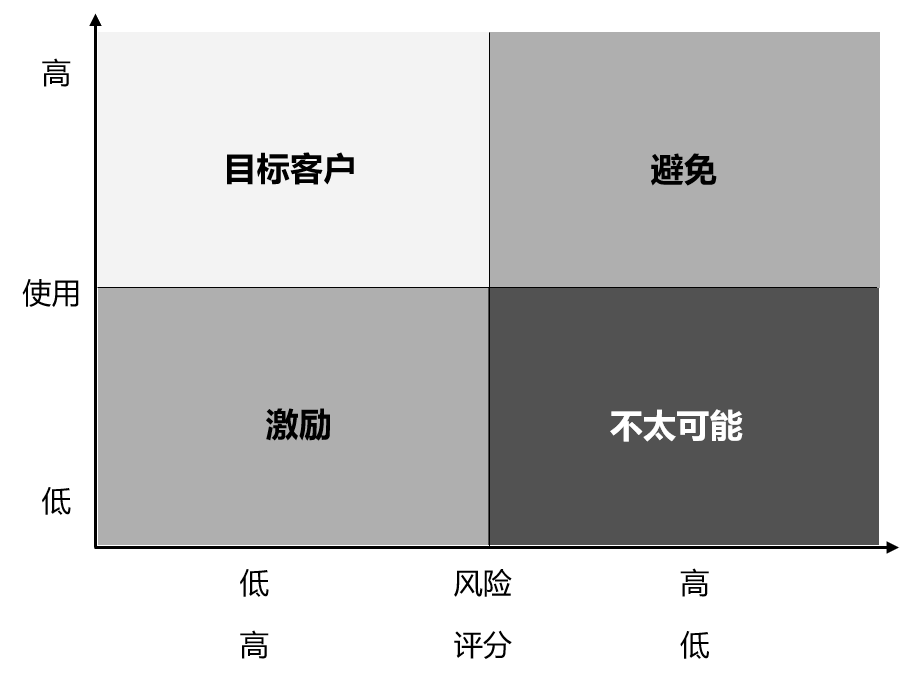 高
目标客户 避免
使用
激励 不太可能
低
低 风险 高
高 评分 低